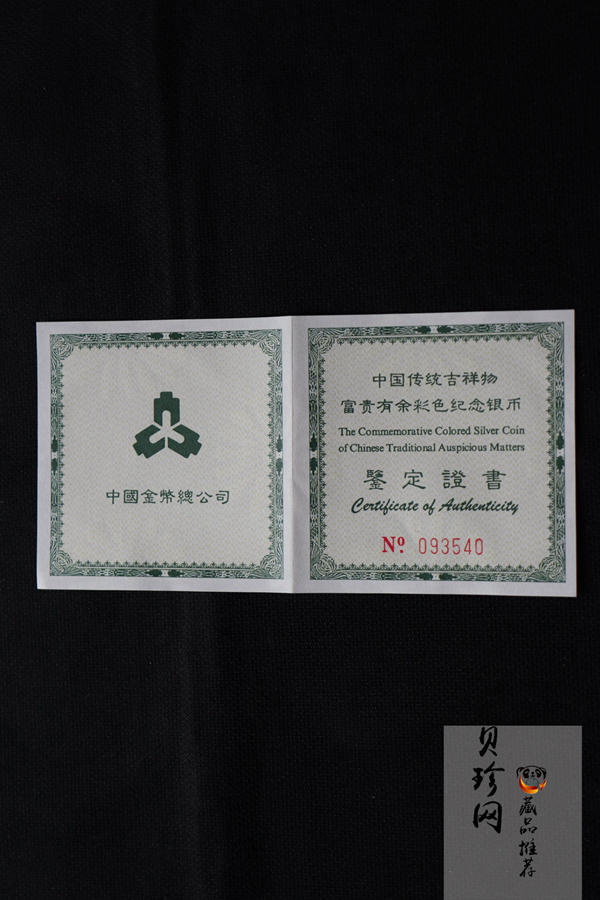 中國金幣總公司
中国传统吉祥物
富贵有余彩色纪念银币
The Commemorative Colored Silver Coin
of Chinese Traditional Auspicious Matters
鑒定證書
Certificate of Authenticity
Nº 093540
贝珍网
藏品推荐